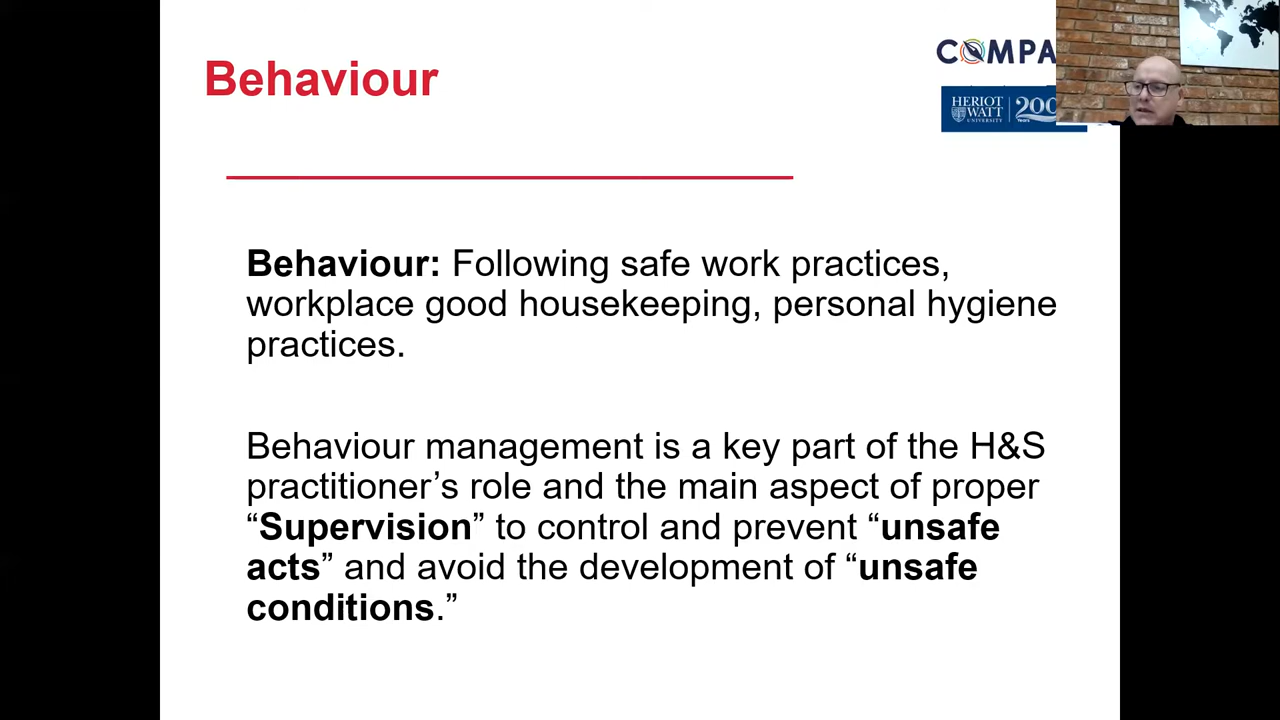 Behaviour
COMPA
HERIOT
WATT
UNIVERSITY
200
Behaviour: Following safe work practices,
workplace good housekeeping, personal hygiene
practices.
Behaviour management is a key part of the H&S
practitioner’s role and the main aspect of proper
“Supervision” to control and prevent “unsafe
acts” and avoid the development of “unsafe
conditions.”